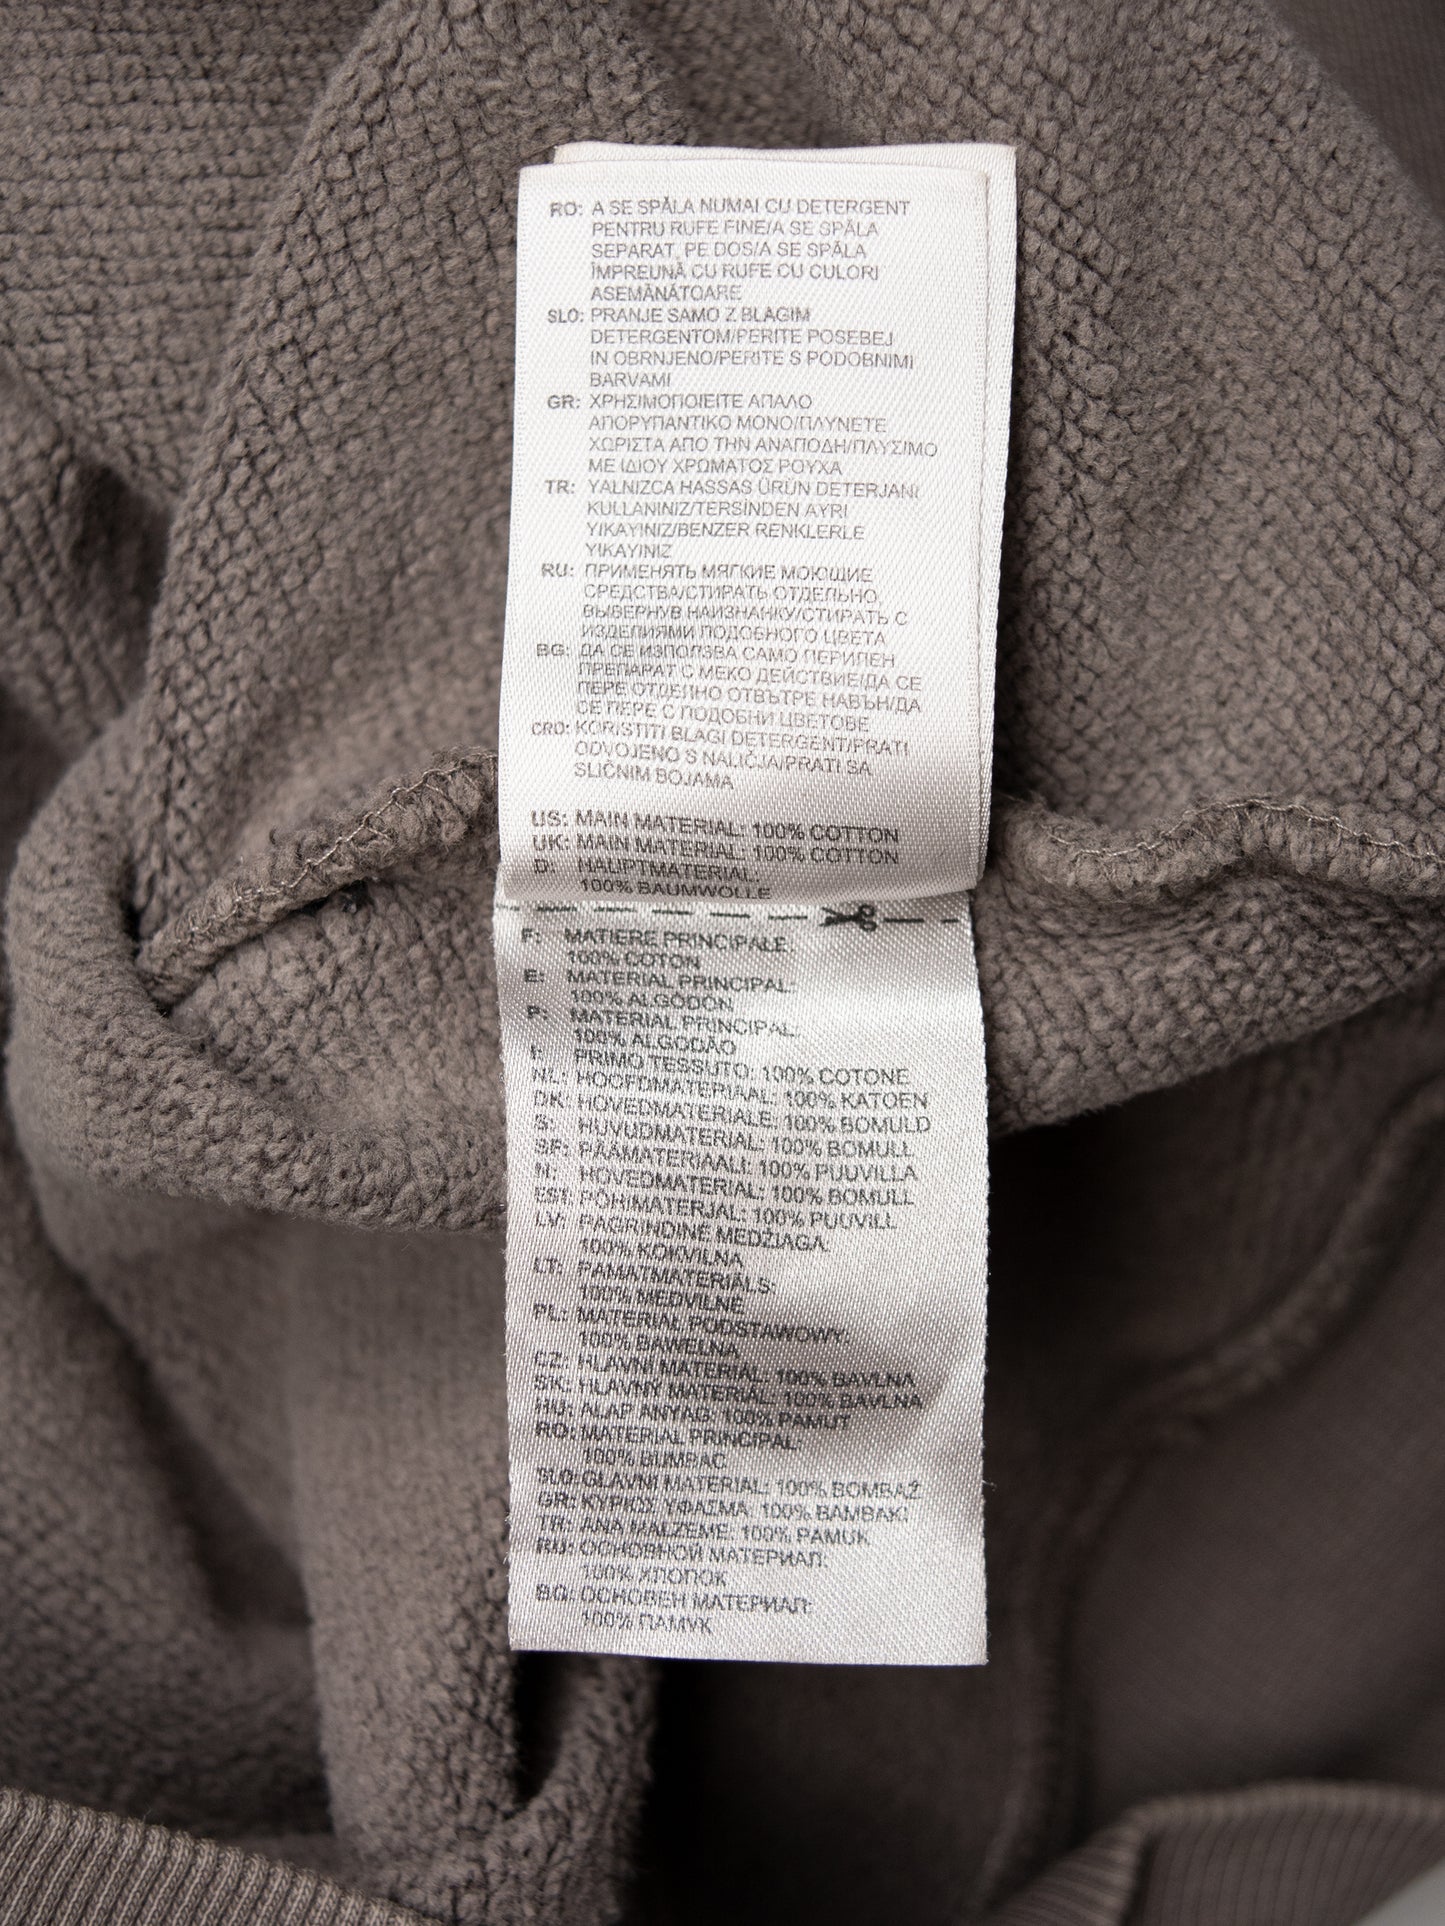 RO: A SE SPĂLA NUMAI CU DETERGENT
PENTRU RUFE FINE/A SE SPĂLA
SEPARAT, PE DOS/A SE SPĂLA
ÎMPREUNĂ CU RUFE CU CULORI
ASEMĂNĂTOARE
SLO: PRANJE SAMO Z BLAGIM
DETERGENTOM/PERITE POSEBEJ
IN OBRNJENO/PERITE S PODOBNIMI
BARVAMI
GR: ΧΡΗΣΙΜΟΠΟΙΕΙΤΕ ΑΠΑΛΟ
ΑΠΟΡΥΠΑΝΤΙΚΟ ΜΟΝΟ/ΠΛΥΝΕΤΕ
ΧΩΡΙΣΤΑ ΑΠΟ ΤΗΝ ΑΝΑΠΟΔΗ/ΠΛΥΣΙΜΟ
ΜΕ ΙΔΙΟΥ ΧΡΩΜΑΤΟΣ ΡΟΥΧΑ
TR: YALNIZCA HASSAS ÜRÜN DETERJANI
KULLANINIZ/TERSİNDEN AYRI
YIKAYINIZ/BENZER RENKLERLE
YIKAYINIZ
RU: ПРИМЕНЯТЬ МЯГКИЕ МОЮЩИЕ
СРЕДСТВА/СТИРАТЬ ОТДЕЛЬНО,
ВЫВЕРНУВ НАИЗНАНКУ/СТИРАТЬ С
ИЗДЕЛИЯМИ ПОДОБНОГО ЦВЕТА
BG: ДА СЕ ИЗПОЛЗВА САМО ПЕРИЛЕН
ПРЕПАРАТ С МЕКО ДЕЙСТВИЕ/ДА СЕ
ПЕРЕ ОТДЕЛНО ОТВЪТРЕ НАВЪН/ДА
СЕ ПЕРЕ С ПОДОБНИ ЦВЕТОВЕ
CRO: KORISTITI BLAGI DETERGENT/PRATI
ODVOJENO S NALIČJA/PRATI SA
SLIČNIM BOJAMA
US: MAIN MATERIAL: 100% COTTON
UK: MAIN MATERIAL: 100% COTTON
D: HAUPTMATERIAL:
100% BAUMWOLLE
F: MATIERE PRINCIPALE:
100% COTON
E: MATERIAL PRINCIPAL:
100% ALGODON
P: MATERIAL PRINCIPAL:
100% ALGODÃO
I: PRIMO TESSUTO: 100% COTONE
NL: HOOFDMATERIAAL: 100% KATOEN
DK: HOVEDMATERIALE: 100% BOMULD
S: HUVUDMATERIAL: 100% BOMULL
SF: PÄÄMATERIAALI: 100% PUUVILLA
N: HOVEDMATERIAL: 100% BOMULL
EST: PÕHIMATERJAL: 100% PUUVILL
LV: PAGRINDINE MEDŽIAGA:
100% KOKVILNA
LT: PAMATMATERIĀLS:
100% MEDVILNE
PL: MATERIAŁ PODSTAWOWY:
100% BAWEŁNA
CZ: HLAVNÍ MATERIÁL: 100% BAVLNA
SK: HLAVNÝ MATERIÁL: 100% BAVLNA
HU: ALAP ANYAG: 100% PAMUT
RO: MATERIAL PRINCIPAL:
100% BUMBAC
SLO: GLAVNI MATERIAL: 100% BOMBAŽ
GR: ΚΥΡΙΟΣ ΥΦΑΣΜΑ: 100% ΒΑΜΒΑΚΙ
TR: ANA MALZEME: 100% PAMUK
RU: ОСНОВНОЙ МАТЕРИАЛ:
100% ХЛОПОК
BG: ОСНОВЕН МАТЕРИАЛ:
100% ПАМУК